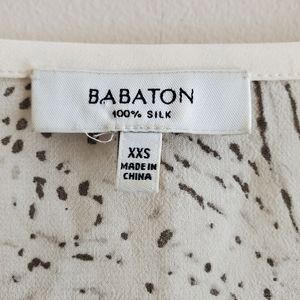 BABATON
100% SILK
XXS
MADE IN
CHINA